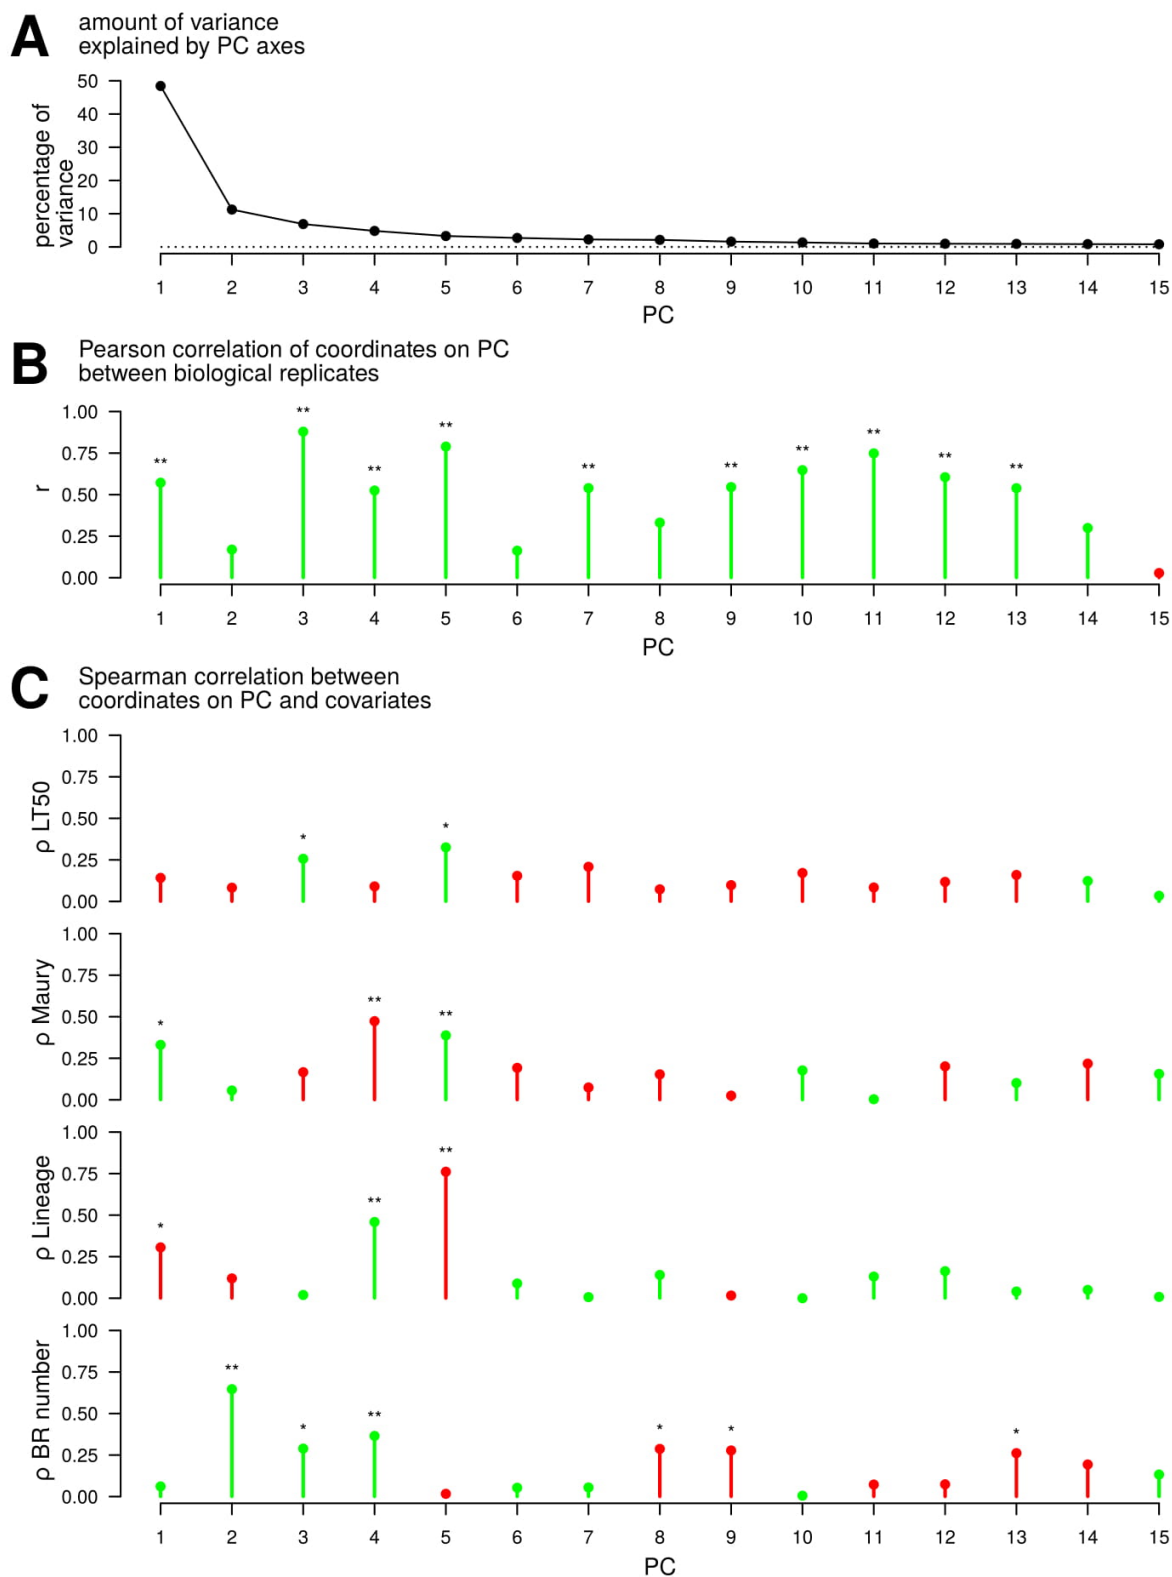 A
amount of variance
explained by PC axes
percentage of
variance
50
40
30
20
10
0
1 2 3 4 5 6 7 8 9 10 11 12 13 14 15
PC
B
Pearson correlation of coordinates on PC
between biological replicates
r
1.00
0.75
0.50
0.25
0.00
** ** ** ** ** ** ** ** ** **
1 2 3 4 5 6 7 8 9 10 11 12 13 14 15
PC
C
Spearman correlation between
coordinates on PC and covariates
ρ LT50
1.00
0.75
0.50
0.25
0.00
* *
ρ Maury
1.00
0.75
0.50
0.25
0.00
* ** **
ρ Lineage
1.00
0.75
0.50
0.25
0.00
* ** **
ρ BR number
1.00
0.75
0.50
0.25
0.00
** * ** * * *
1 2 3 4 5 6 7 8 9 10 11 12 13 14 15
PC